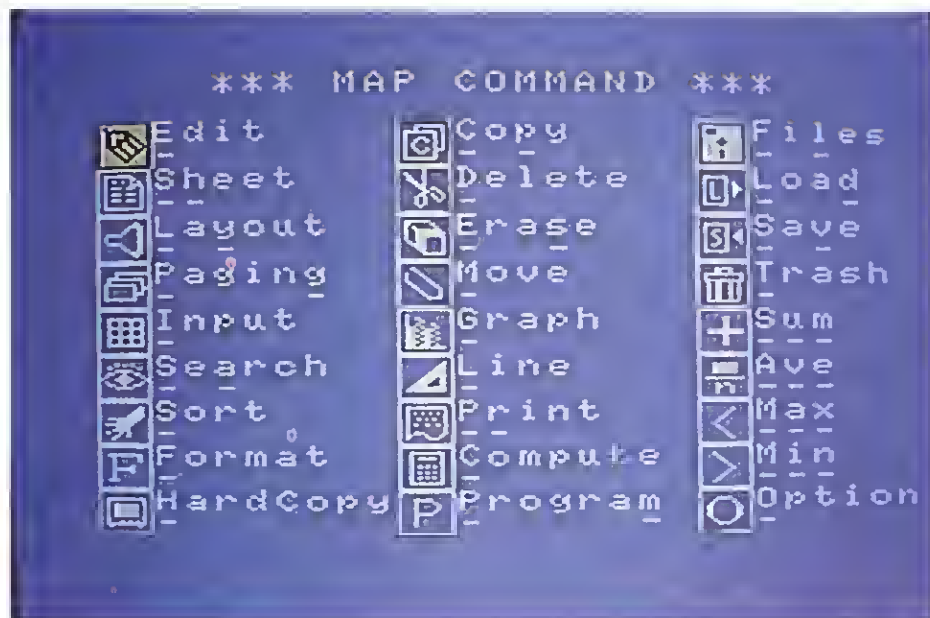 *** MAP COMMAND ***
Edit Copy Files
Sheet Delete Load
Layout Erase Save
Paging Move Trash
Input Graph Sum
Search Line Ave
Sort Print Max
Format Compute Min
HardCopy Program Option